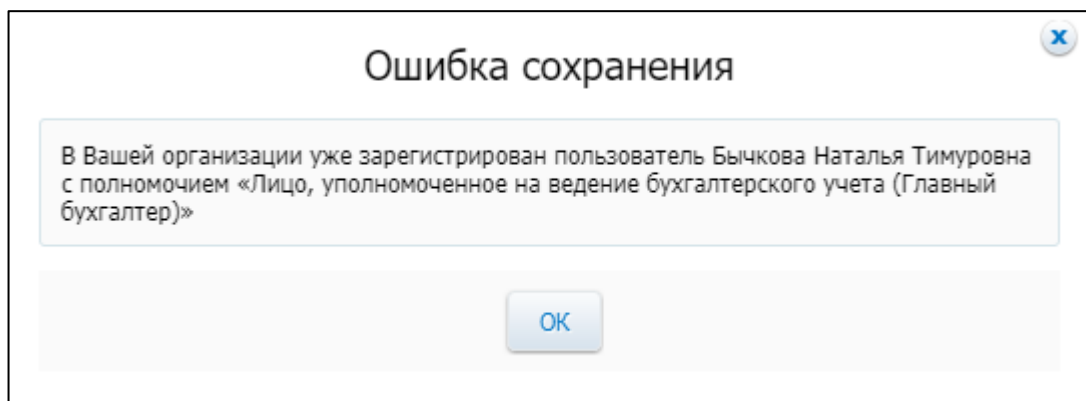 Ошибка сохранения
В Вашей организации уже зарегистрирован пользователь Бычкова Наталья Тимуровна
с полномочием «Лицо, уполномоченное на ведение бухгалтерского учета (Главный
бухгалтер)»
ОК